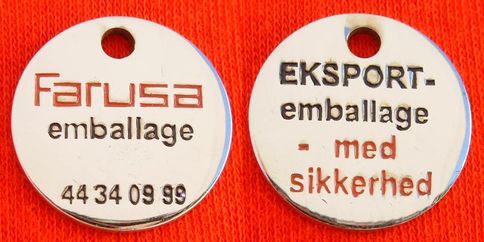 Farusa
emballage
44 34 09 99
EKSPORT-
emballage
- med
sikkerhed